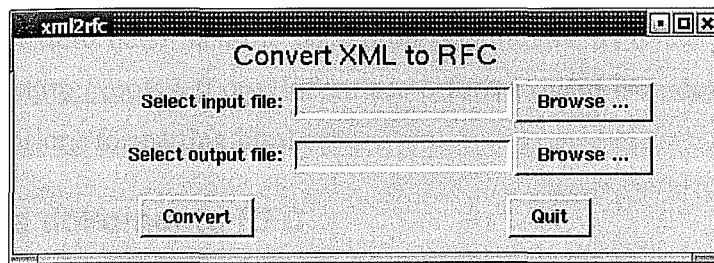 xml2rfc
Convert XML to RFC
Select input file: Browse ...
Select output file: Browse ...
Convert Quit